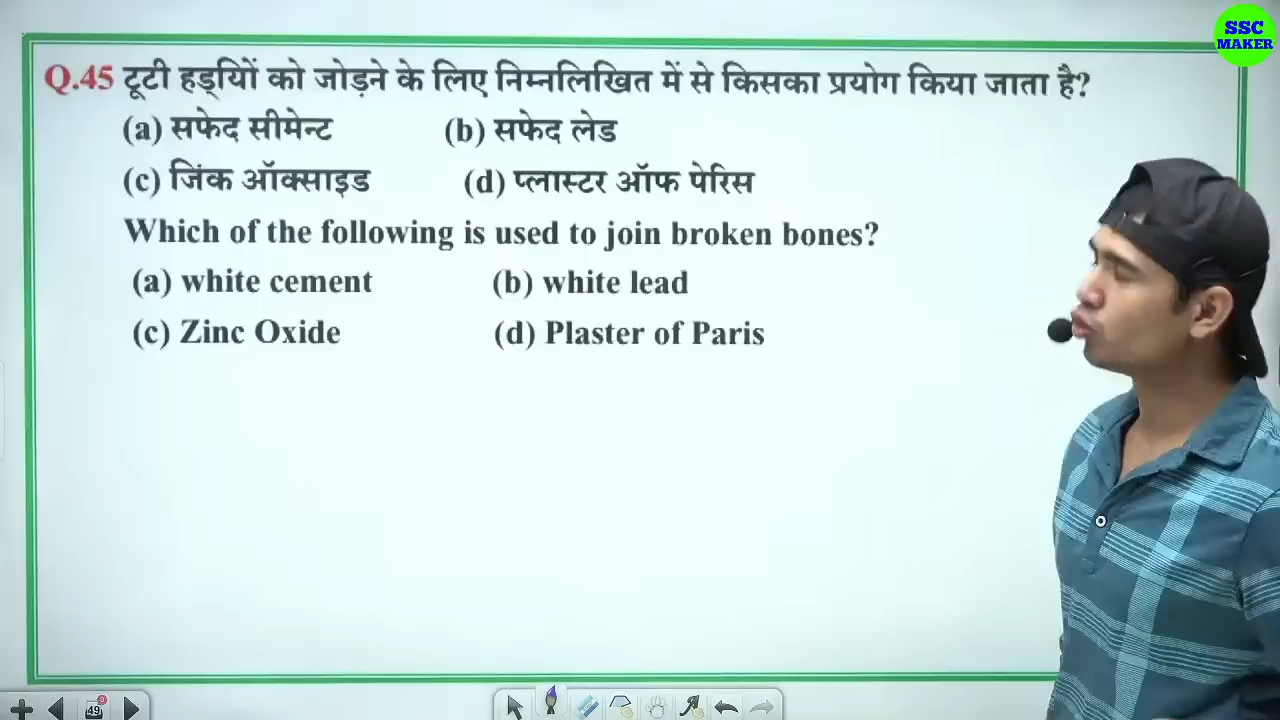 SSC
MAKER
Q.45 टूटी हड्यिों को जोड़ने के लिए निम्नलिखित में से किसका प्रयोग किया जाता है?
(a) सफेद सीमेन्ट (b) सफेद लेड
(c) जिंक ऑक्साइड (d) प्लास्टर ऑफ पेरिस
Which of the following is used to join broken bones?
(a) white cement (b) white lead
(c) Zinc Oxide (d) Plaster of Paris
49
0